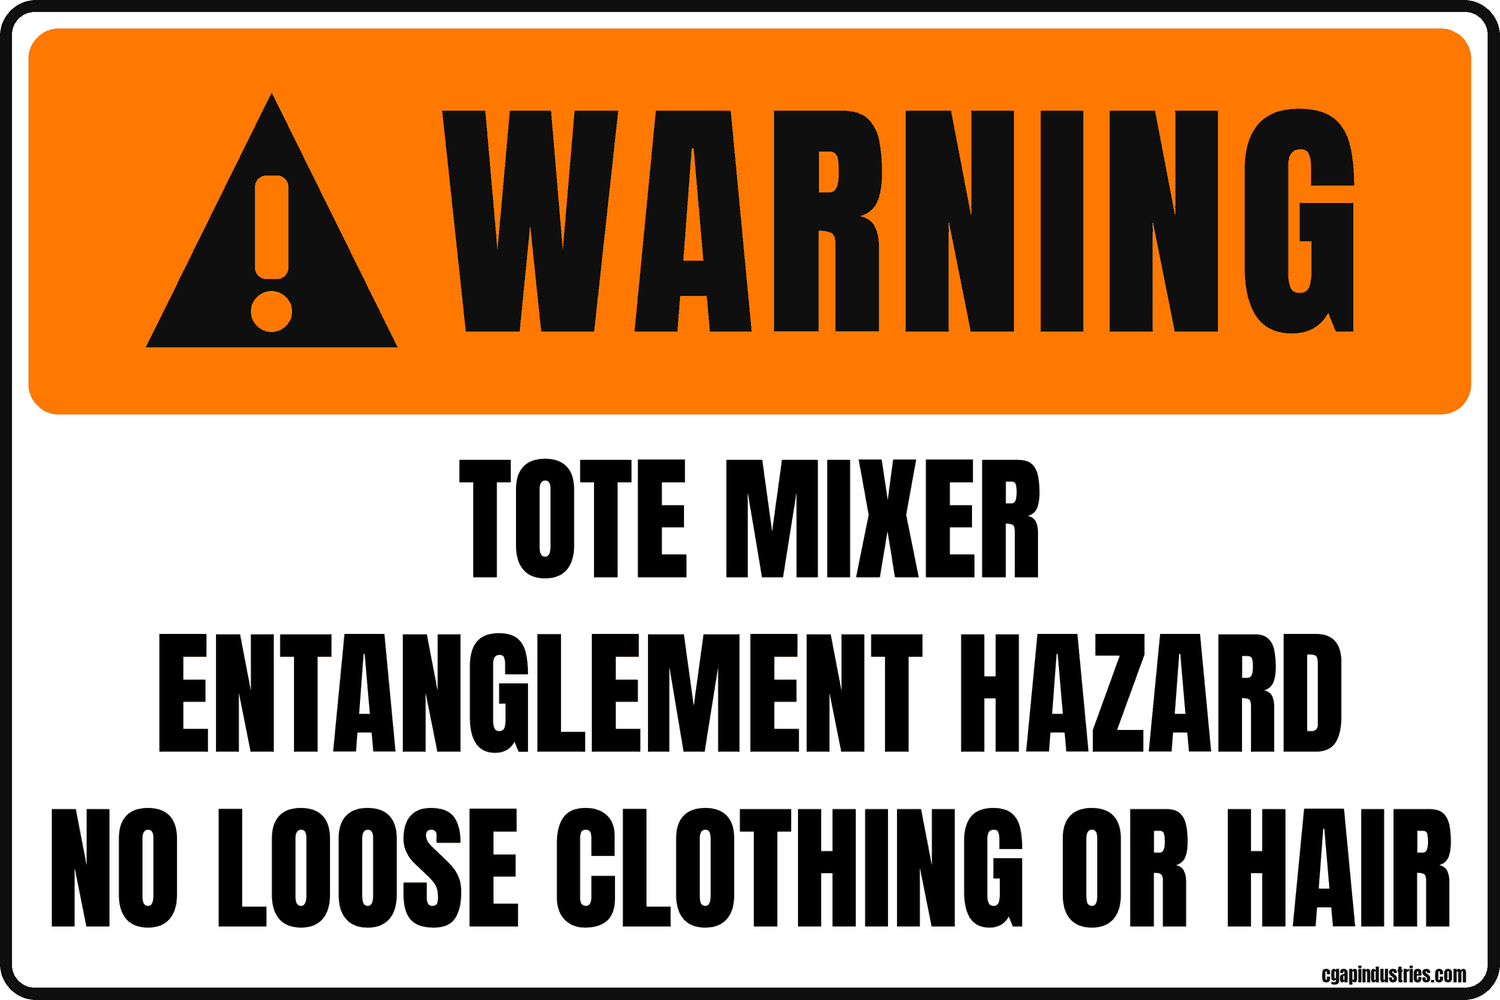 WARNING
TOTE MIXER
ENTANGLEMENT HAZARD
NO LOOSE CLOTHING OR HAIR
cgapindustries.com